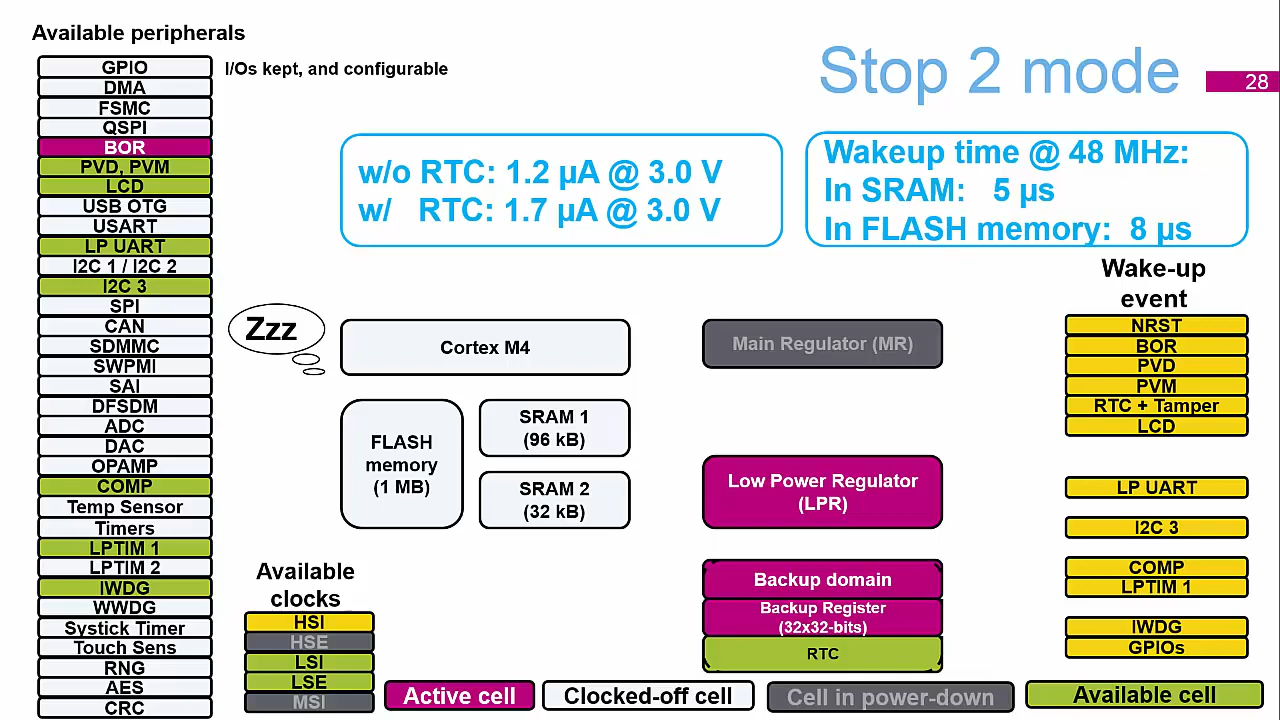 Available peripherals
Stop 2 mode
28
GPIO
I/Os kept, and configurable
DMA
FSMC
QSPI
BOR
PVD, PVM
LCD
USB OTG
USART
LP UART
I2C 1 / I2C 2
I2C 3
SPI
CAN
SDMMC
SWPMI
SAI
DFSDM
ADC
DAC
OPAMP
COMP
Temp Sensor
Timers
LPTIM 1
LPTIM 2
IWDG
WWDG
Systick Timer
Touch Sens
RNG
AES
CRC
w/o RTC: 1.2 µA @ 3.0 V
w/ RTC: 1.7 µA @ 3.0 V
Wakeup time @ 48 MHz:
In SRAM: 5 µs
In FLASH memory: 8 µs
Zzz
Cortex M4
FLASH
memory
(1 MB)
SRAM 1
(96 kB)
SRAM 2
(32 kB)
Main Regulator (MR)
Low Power Regulator
(LPR)
Backup domain
Backup Register
(32x32-bits)
RTC
Wake-up
event
NRST
BOR
PVD
PVM
RTC + Tamper
LCD
LP UART
I2C 3
COMP
LPTIM 1
IWDG
GPIOs
Available
clocks
HSI
HSE
LSI
LSE
MSI
Active cell
Clocked-off cell
Cell in power-down
Available cell